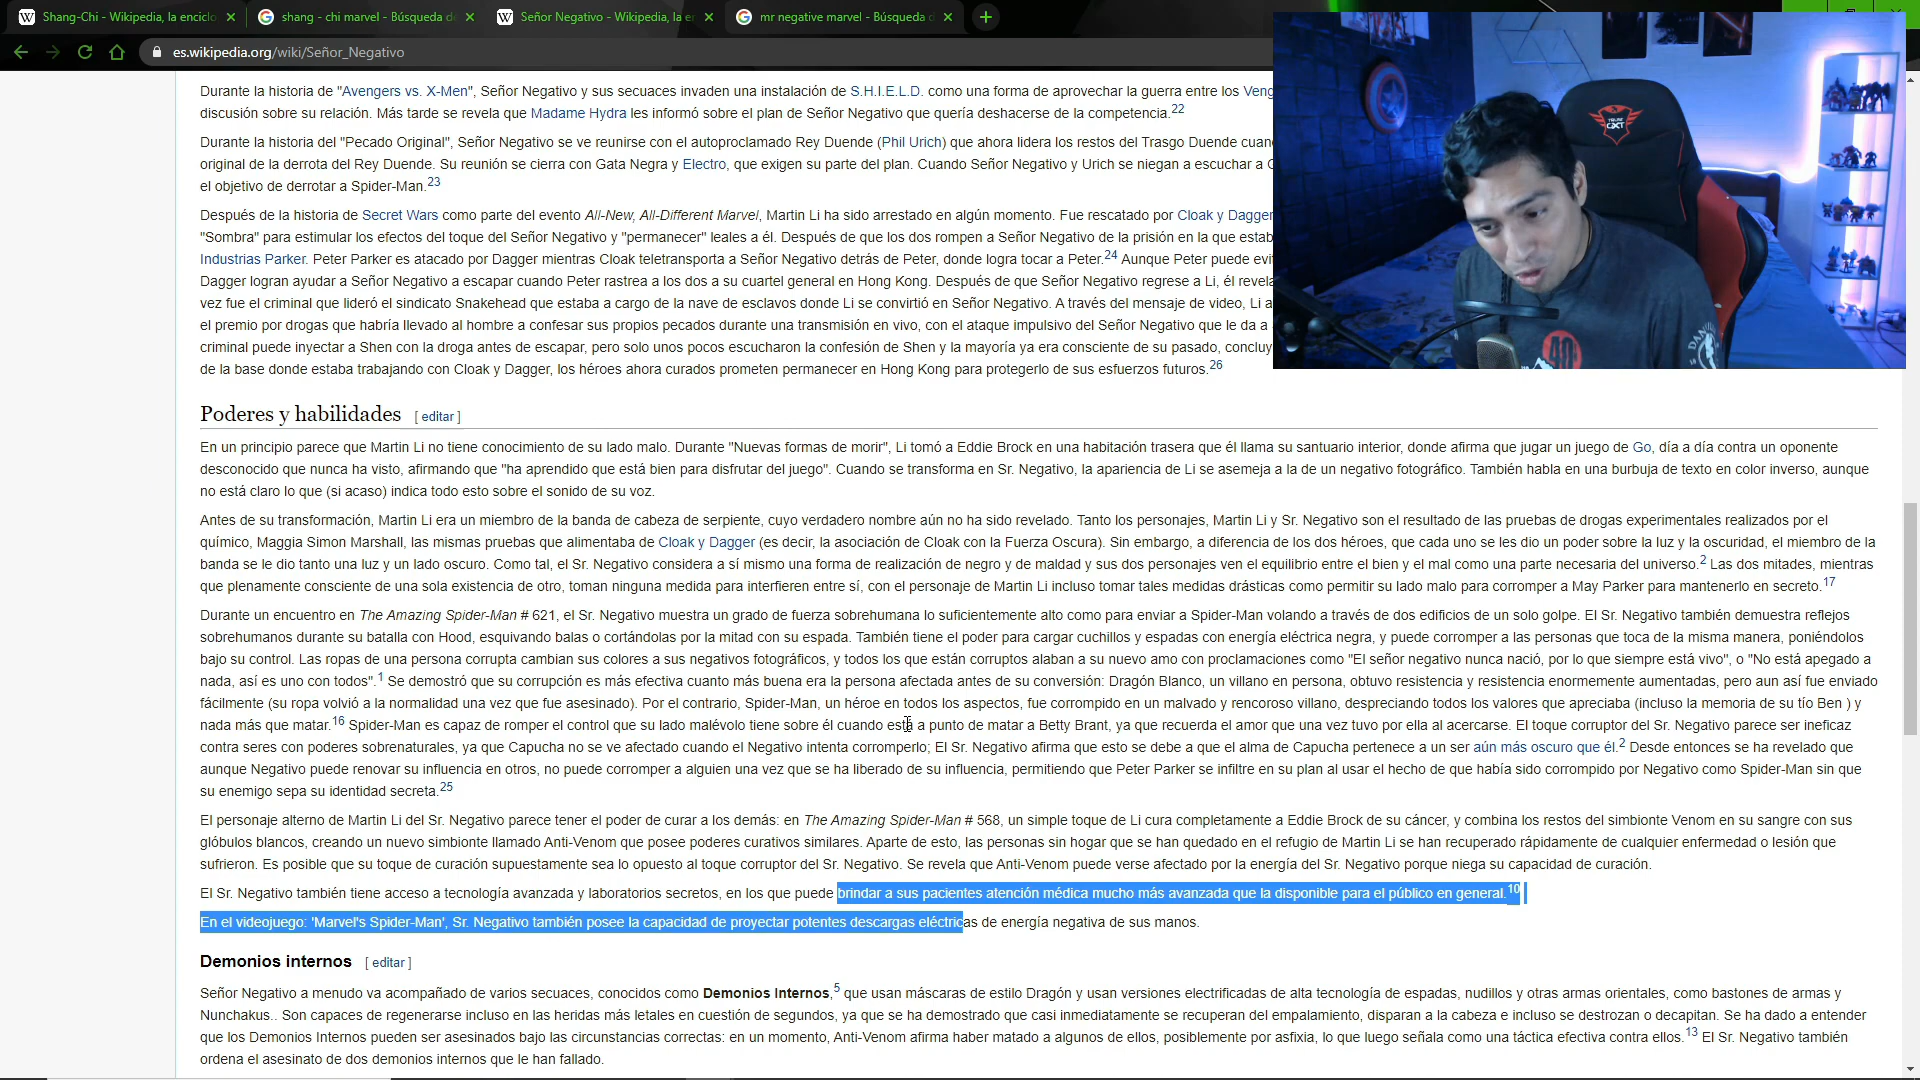 Shang-Chi - Wikipedia, la enciclo
shang - chi marvel - Búsqueda de
Señor Negativo - Wikipedia, la en
mr negative marvel - Búsqueda d
es.wikipedia.org/wiki/Señor_Negativo
Durante la historia de "Avengers vs. X-Men", Señor Negativo y sus secuaces invaden una instalación de S.H.I.E.L.D. como una forma de aprovechar la guerra entre los Veng
discusión sobre su relación. Más tarde se revela que Madame Hydra les informó sobre el plan de Señor Negativo que quería deshacerse de la competencia.22
Durante la historia del "Pecado Original", Señor Negativo se ve reunirse con el autoproclamado Rey Duende (Phil Urich) que ahora lidera los restos del Trasgo Duende cuan
original de la derrota del Rey Duende. Su reunión se cierra con Gata Negra y Electro, que exigen su parte del plan. Cuando Señor Negativo y Urich se niegan a escuchar a
el objetivo de derrotar a Spider-Man.23
Después de la historia de Secret Wars como parte del evento All-New, All-Different Marvel, Martin Li ha sido arrestado en algún momento. Fue rescatado por Cloak y Dagger
"Sombra" para estimular los efectos del toque del Señor Negativo y "permanecer" leales a él. Después de que los dos rompen a Señor Negativo de la prisión en la que estab
Industrias Parker. Peter Parker es atacado por Dagger mientras Cloak teletransporta a Señor Negativo detrás de Peter, donde logra tocar a Peter.24 Aunque Peter puede evi
Dagger logran ayudar a Señor Negativo a escapar cuando Peter rastrea a los dos a su cuartel general en Hong Kong. Después de que Señor Negativo regrese a Li, él revela
vez fue el criminal que lideró el sindicato Snakehead que estaba a cargo de la nave de esclavos donde Li se convirtió en Señor Negativo. A través del mensaje de video, Li a
el premio por drogas que habría llevado al hombre a confesar sus propios pecados durante una transmisión en vivo, con el ataque impulsivo del Señor Negativo que le da a
criminal puede inyectar a Shen con la droga antes de escapar, pero solo unos pocos escucharon la confesión de Shen y la mayoría ya era consciente de su pasado, concluy
de la base donde estaba trabajando con Cloak y Dagger, los héroes ahora curados prometen permanecer en Hong Kong para protegerlo de sus esfuerzos futuros.26
Poderes y habilidades [ editar ]
En un principio parece que Martin Li no tiene conocimiento de su lado malo. Durante "Nuevas formas de morir", Li tomó a Eddie Brock en una habitación trasera que él llama su santuario interior, donde afirma que jugar un juego de Go, día a día contra un oponente
desconocido que nunca ha visto, afirmando que "ha aprendido que está bien para disfrutar del juego". Cuando se transforma en Sr. Negativo, la apariencia de Li se asemeja a la de un negativo fotográfico. También habla en una burbuja de texto en color inverso, aunque
no está claro lo que (si acaso) indica todo esto sobre el sonido de su voz.
Antes de su transformación, Martin Li era un miembro de la banda de cabeza de serpiente, cuyo verdadero nombre aún no ha sido revelado. Tanto los personajes, Martin Li y Sr. Negativo son el resultado de las pruebas de drogas experimentales realizados por el
químico, Maggia Simon Marshall, las mismas pruebas que alimentaba de Cloak y Dagger (es decir, la asociación de Cloak con la Fuerza Oscura). Sin embargo, a diferencia de los dos héroes, que cada uno se les dio un poder sobre la luz y la oscuridad, el miembro de la
banda se le dio tanto una luz y un lado oscuro. Como tal, el Sr. Negativo considera a sí mismo una forma de realización de negro y de maldad y sus dos personajes ven el equilibrio entre el bien y el mal como una parte necesaria del universo.2 Las dos mitades, mientras
que plenamente consciente de una sola existencia de otro, toman ninguna medida para interfieren entre sí, con el personaje de Martin Li incluso tomar tales medidas drásticas como permitir su lado malo para corromper a May Parker para mantenerlo en secreto.17
Durante un encuentro en The Amazing Spider-Man # 621, el Sr. Negativo muestra un grado de fuerza sobrehumana lo suficientemente alto como para enviar a Spider-Man volando a través de dos edificios de un solo golpe. El Sr. Negativo también demuestra reflejos
sobrehumanos durante su batalla con Hood, esquivando balas o cortándolas por la mitad con su espada. También tiene el poder para cargar cuchillos y espadas con energía eléctrica negra, y puede corromper a las personas que toca de la misma manera, poniéndolos
bajo su control. Las ropas de una persona corrupta cambian sus colores a sus negativos fotográficos, y todos los que están corruptos alaban a su nuevo amo con proclamaciones como "El señor negativo nunca nació, por lo que siempre está vivo", o "No está apegado a
nada, así es uno con todos".1 Se demostró que su corrupción es más efectiva cuanto más buena era la persona afectada antes de su conversión: Dragón Blanco, un villano en persona, obtuvo resistencia y resistencia enormemente aumentadas, pero aun así fue enviado
fácilmente (su ropa volvió a la normalidad una vez que fue asesinado). Por el contrario, Spider-Man, un héroe en todos los aspectos, fue corrompido en un malvado y rencoroso villano, despreciando todos los valores que apreciaba (incluso la memoria de su tío Ben ) y
nada más que matar.16 Spider-Man es capaz de romper el control que su lado malévolo tiene sobre él cuando está a punto de matar a Betty Brant, ya que recuerda el amor que una vez tuvo por ella al acercarse. El toque corruptor del Sr. Negativo parece ser ineficaz
contra seres con poderes sobrenaturales, ya que Capucha no se ve afectado cuando el Negativo intenta corromperlo; El Sr. Negativo afirma que esto se debe a que el alma de Capucha pertenece a un ser aún más oscuro que él.2 Desde entonces se ha revelado que
aunque Negativo puede renovar su influencia en otros, no puede corromper a alguien una vez que se ha liberado de su influencia, permitiendo que Peter Parker se infiltre en su plan al usar el hecho de que había sido corrompido por Negativo como Spider-Man sin que
su enemigo sepa su identidad secreta.25
El personaje alterno de Martin Li del Sr. Negativo parece tener el poder de curar a los demás: en The Amazing Spider-Man # 568, un simple toque de Li cura completamente a Eddie Brock de su cáncer, y combina los restos del simbionte Venom en su sangre con sus
glóbulos blancos, creando un nuevo simbionte llamado Anti-Venom que posee poderes curativos similares. Aparte de esto, las personas sin hogar que se han quedado en el refugio de Martin Li se han recuperado rápidamente de cualquier enfermedad o lesión que
sufrieron. Es posible que su toque de curación supuestamente sea lo opuesto al toque corruptor del Sr. Negativo. Se revela que Anti-Venom puede verse afectado por la energía del Sr. Negativo porque niega su capacidad de curación.
El Sr. Negativo también tiene acceso a tecnología avanzada y laboratorios secretos, en los que puede brindar a sus pacientes atención médica mucho más avanzada que la disponible para el público en general.10
En el videojuego: 'Marvel's Spider-Man', Sr. Negativo también posee la capacidad de proyectar potentes descargas eléctricas de energía negativa de sus manos.
Demonios internos [ editar ]
Señor Negativo a menudo va acompañado de varios secuaces, conocidos como Demonios Internos,5 que usan máscaras de estilo Dragón y usan versiones electrificadas de alta tecnología de espadas, nudillos y otras armas orientales, como bastones de armas y
Nunchakus.. Son capaces de regenerarse incluso en las heridas más letales en cuestión de segundos, ya que se ha demostrado que casi inmediatamente se recuperan del empalamiento, disparan a la cabeza e incluso se destrozan o decapitan. Se ha dado a entender
que los Demonios Internos pueden ser asesinados bajo las circunstancias correctas: en un momento, Anti-Venom afirma haber matado a algunos de ellos, posiblemente por asfixia, lo que luego señala como una táctica efectiva contra ellos.13 El Sr. Negativo también
ordena el asesinato de dos demonios internos que le han fallado.